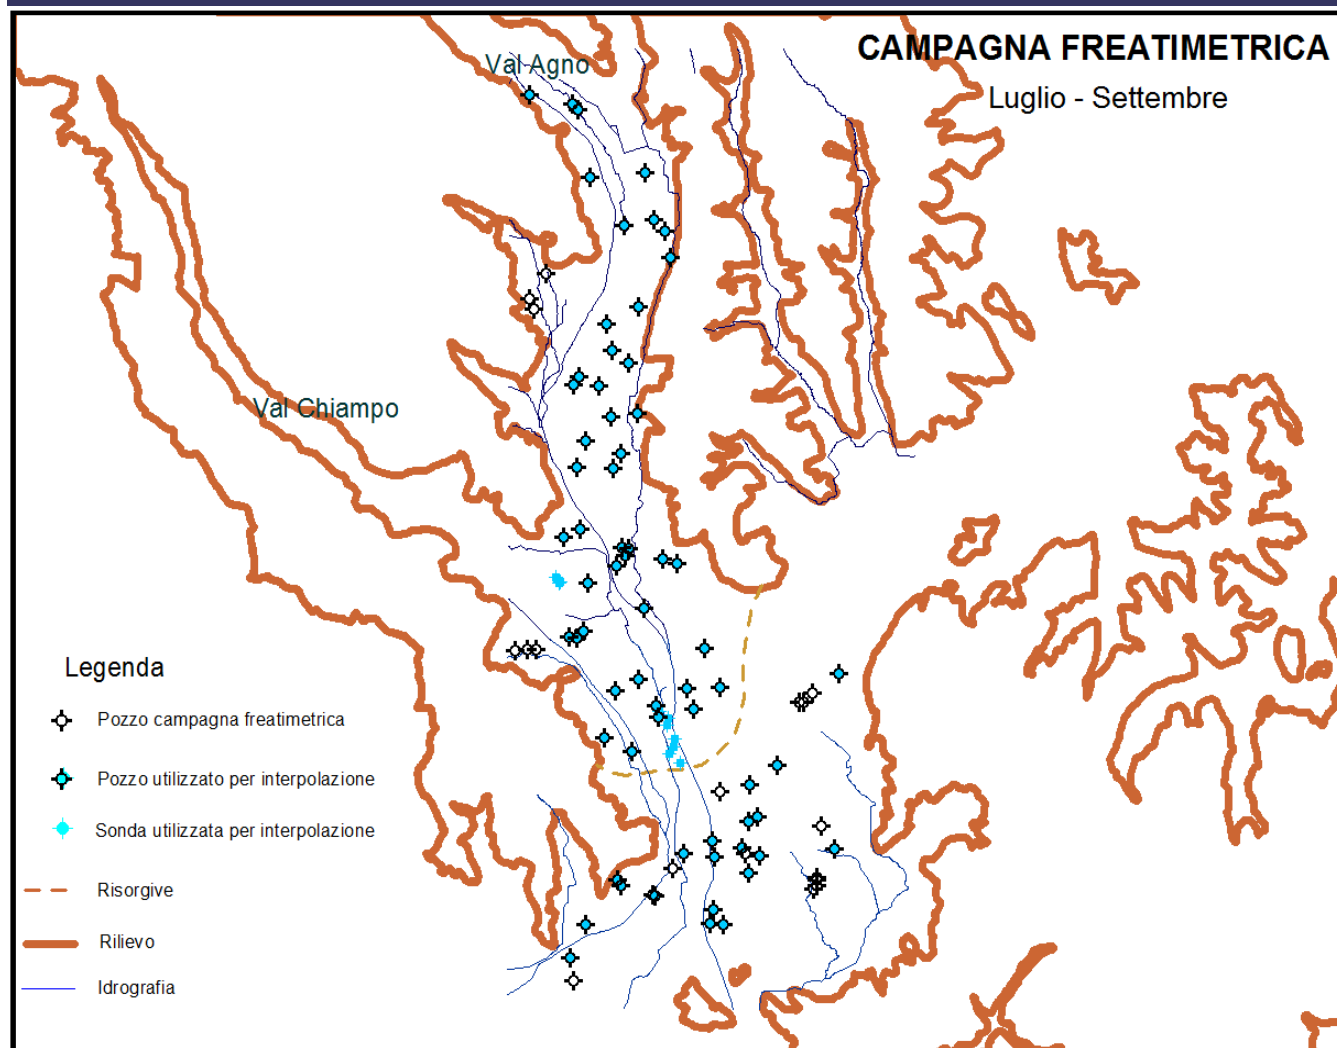 CAMPAGNA FREATIMETRICA
Luglio - Settembre
Val Agno
Val Chiampo
Legenda
Pozzo campagna freatimetrica
Pozzo utilizzato per interpolazione
Sonda utilizzata per interpolazione
Risorgive
Rilievo
Idrografia